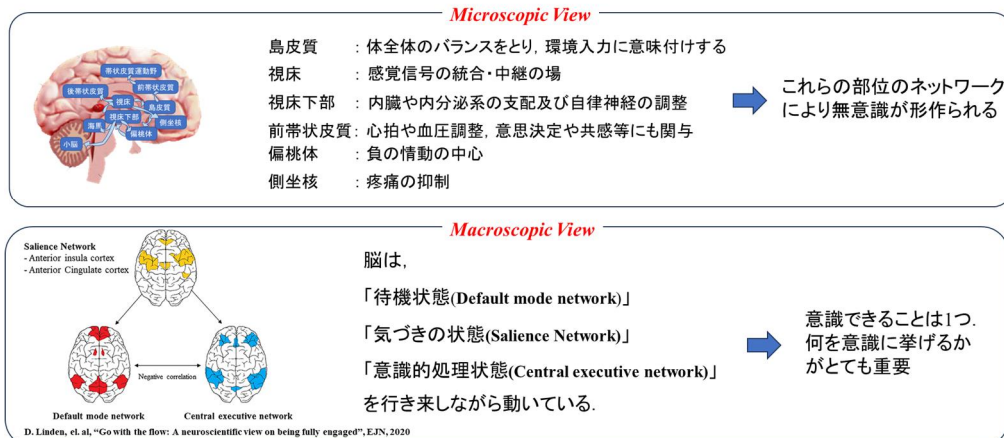 Microscopic View
帯状皮質運動野
後帯状皮質
前帯状皮質
視床
島皮質
視床下部
側坐核
海馬
偏桃体
小脳
島皮質 : 体全体のバランスをとり, 環境入力に意味付けする
視床 : 感覚信号の統合・中継の場
視床下部 : 内臓や内分泌系の支配及び自律神経の調整
前帯状皮質: 心拍や血圧調整, 意思決定や共感等にも関与
偏桃体 : 負の情動の中心
側坐核 : 疼痛の抑制
これらの部位のネットワーク
により無意識が形作られる
Macroscopic View
Salience Network
- Anterior insula cortex
- Anterior Cingulate cortex
Negative correlation
Default mode network
Central executive network
D. Linden, el. al, “Go with the flow: A neuroscientific view on being fully engaged”, EJN, 2020
脳は,
「待機状態(Default mode network)」
「気づきの状態(Salience Network)」
「意識的処理状態(Central executive network)」
を行き来しながら動いている.
意識できることは1つ.
何を意識に挙げるか
がとても重要